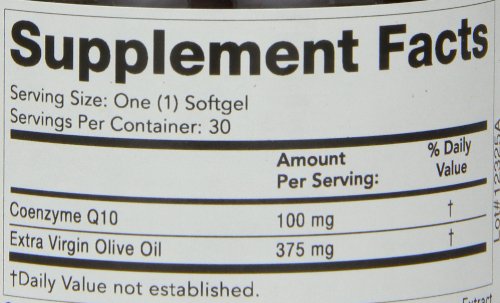 Supplement Facts
Serving Size: One (1) Softgel
Servings Per Container: 30
Amount Per Serving: % Daily Value
Coenzyme Q10 100 mg †
Extra Virgin Olive Oil 375 mg †
†Daily Value not established.
Extract